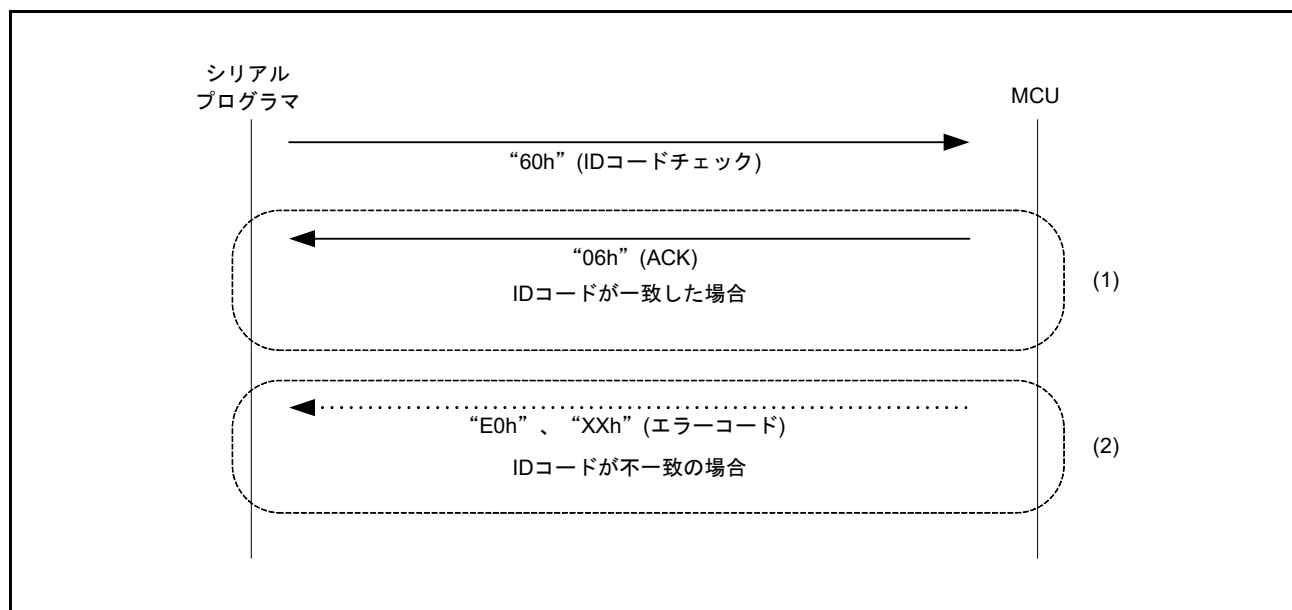 シリアル
プログラマ
MCU
“60h” (IDコードチェック)
“06h” (ACK)
IDコードが一致した場合
(1)
“E0h” 、 “XXh” (エラーコード)
IDコードが不一致の場合
(2)